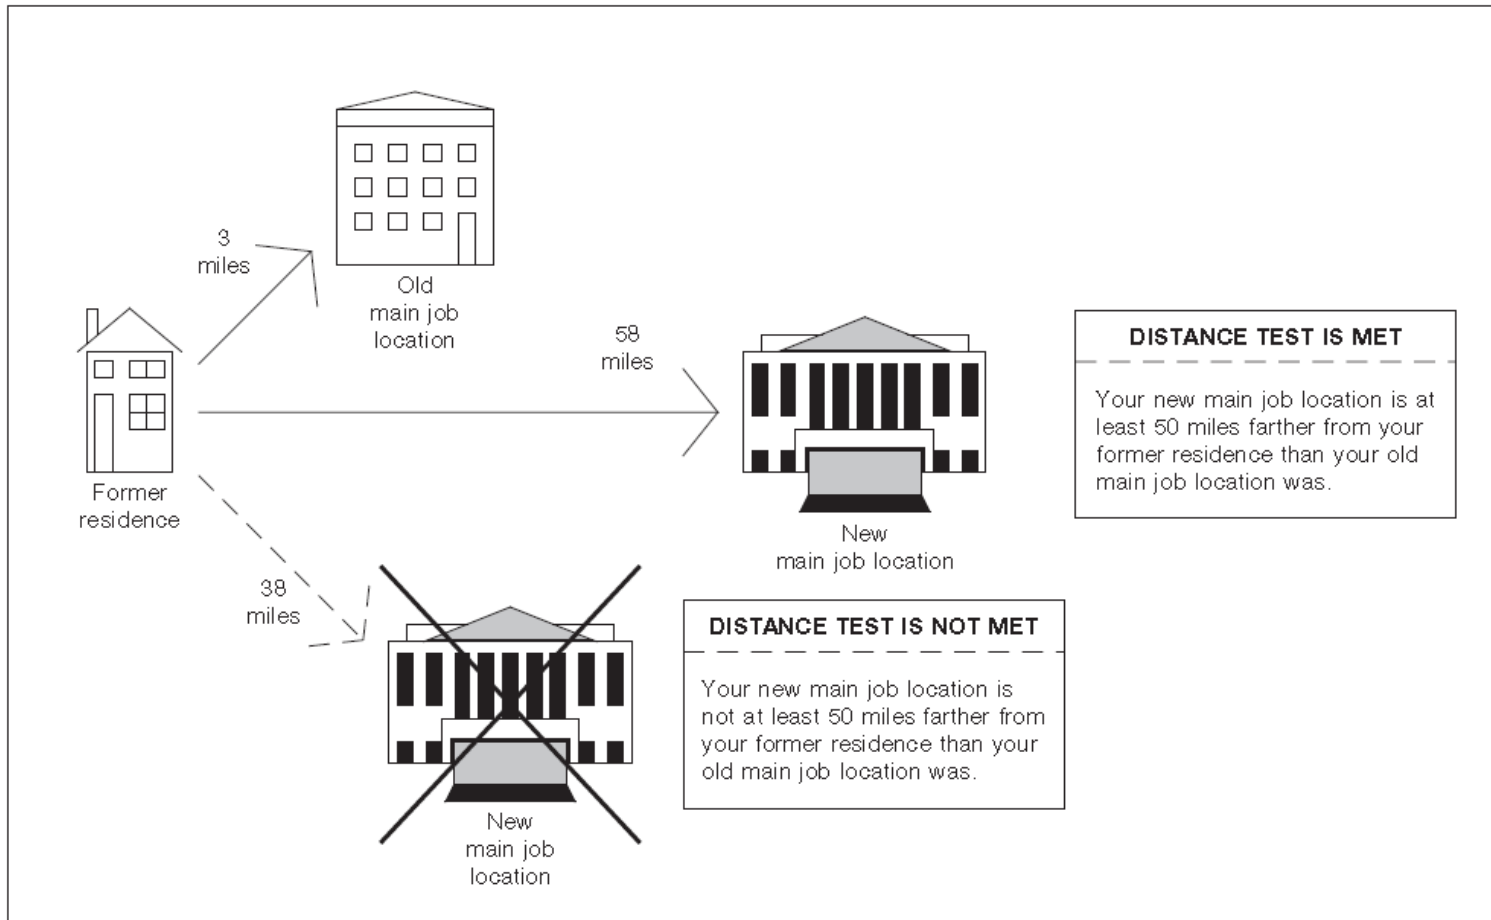 3
miles
Old
main job
location
58
miles
DISTANCE TEST IS MET
Your new main job location is at
least 50 miles farther from your
former residence than your old
main job location was.
Former
residence
New
main job location
38
miles
DISTANCE TEST IS NOT MET
Your new main job location is
not at least 50 miles farther from
your former residence than your
old main job location was.
New
main job
location